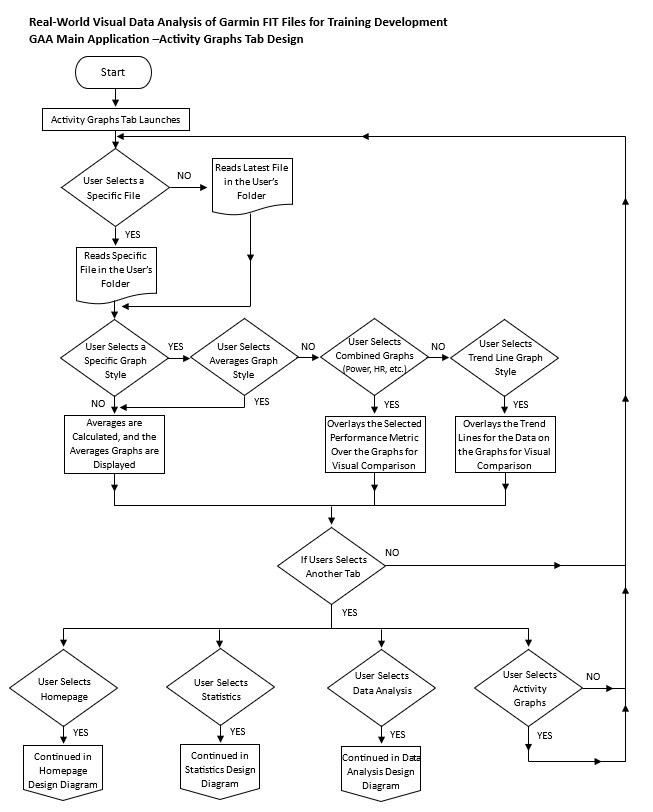 Real-World Visual Data Analysis of Garmin FIT Files for Training Development
GAA Main Application –Activity Graphs Tab Design
Start
Activity Graphs Tab Launches
User Selects a
Specific File
NO
Reads Latest File
in the User's
Folder
YES
Reads Specific
File in the User's
Folder
User Selects a
Specific Graph
Style
YES
User Selects
Averages Graph
Style
NO
User Selects
Combined Graphs
(Power, HR, etc.)
NO
User Selects
Trend Line Graph
Style
NO
YES
YES
YES
Averages are
Calculated, and the
Averages Graphs are
Displayed
Overlays the Selected
Performance Metric
Over the Graphs for
Visual Comparison
Overlays the Trend
Lines for the Data on
the Graphs for Visual
Comparison
If Users Selects
Another Tab
NO
YES
User Selects
Homepage
User Selects
Statistics
User Selects
Data Analysis
User Selects
Activity
Graphs
NO
YES
YES
YES
YES
Continued in
Homepage
Design Diagram
Continued in
Statistics Design
Diagram
Continued in Data
Analysis Design
Diagram